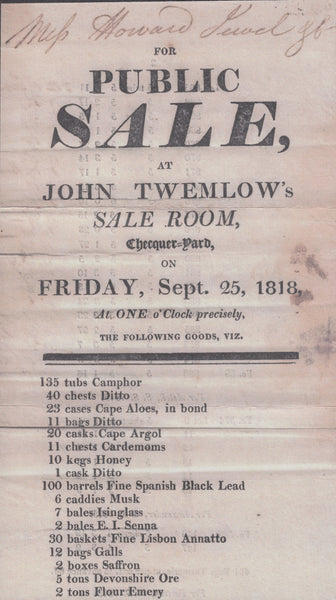 Mess Howard Jewel &
FOR
PUBLIC
SALE,
AT
JOHN TWEMLOW's
SALE ROOM,
Checquer-Yard,
ON
FRIDAY, Sept. 25, 1818,
At ONE o'Clock precisely,
THE FOLLOWING GOODS, VIZ.
135 tubs Camphor
40 chests Ditto
23 cases Cape Aloes, in bond
11 bags Ditto
20 casks Cape Argol
11 chests Cardemoms
10 kegs Honey
1 cask Ditto
100 barrels Fine Spanish Black Lead
6 caddies Musk
7 bales Isinglass
2 bales E. I. Senna
30 baskets Fine Lisbon Annatto
12 bags Galls
2 boxes Saffron
5 tons Devonshire Ore
2 tons Flour Emery